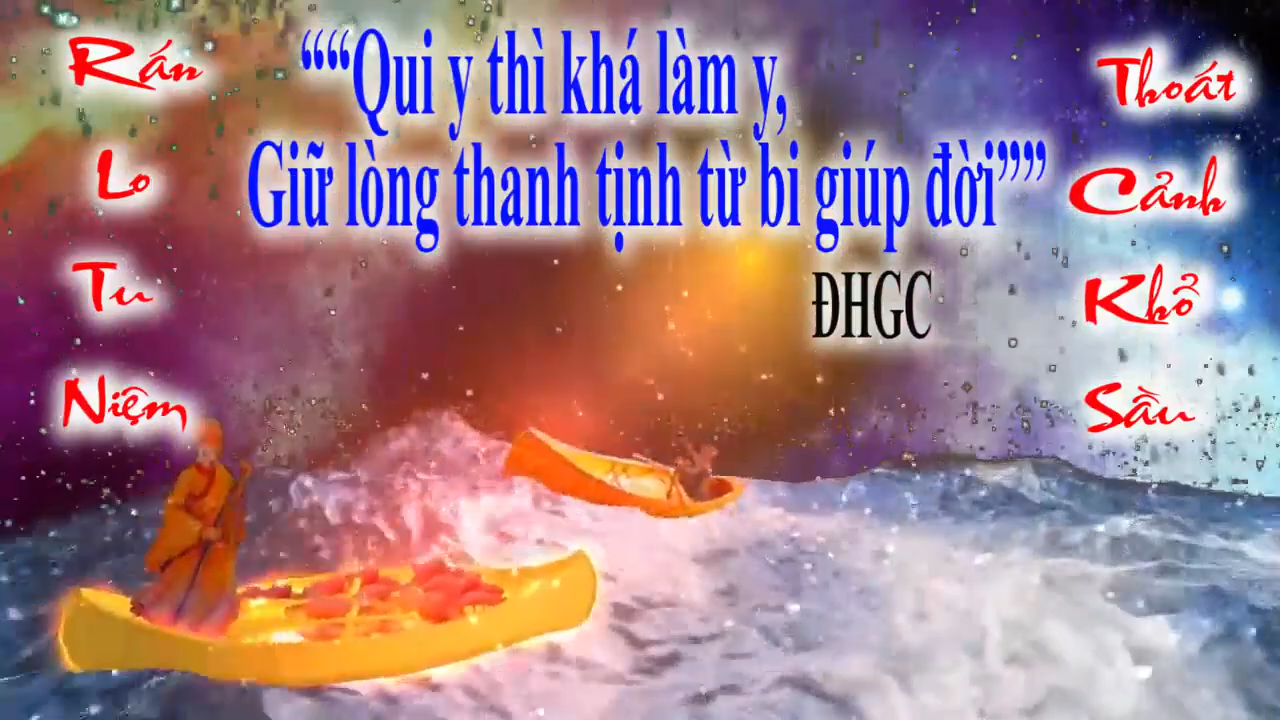 Rán
Lo
Tu
Niệm
““Qui y thì khá làm y,
Giữ lòng thanh tịnh từ bi giúp đời””
ĐHGC
Thoát
Cảnh
Khổ
Sầu